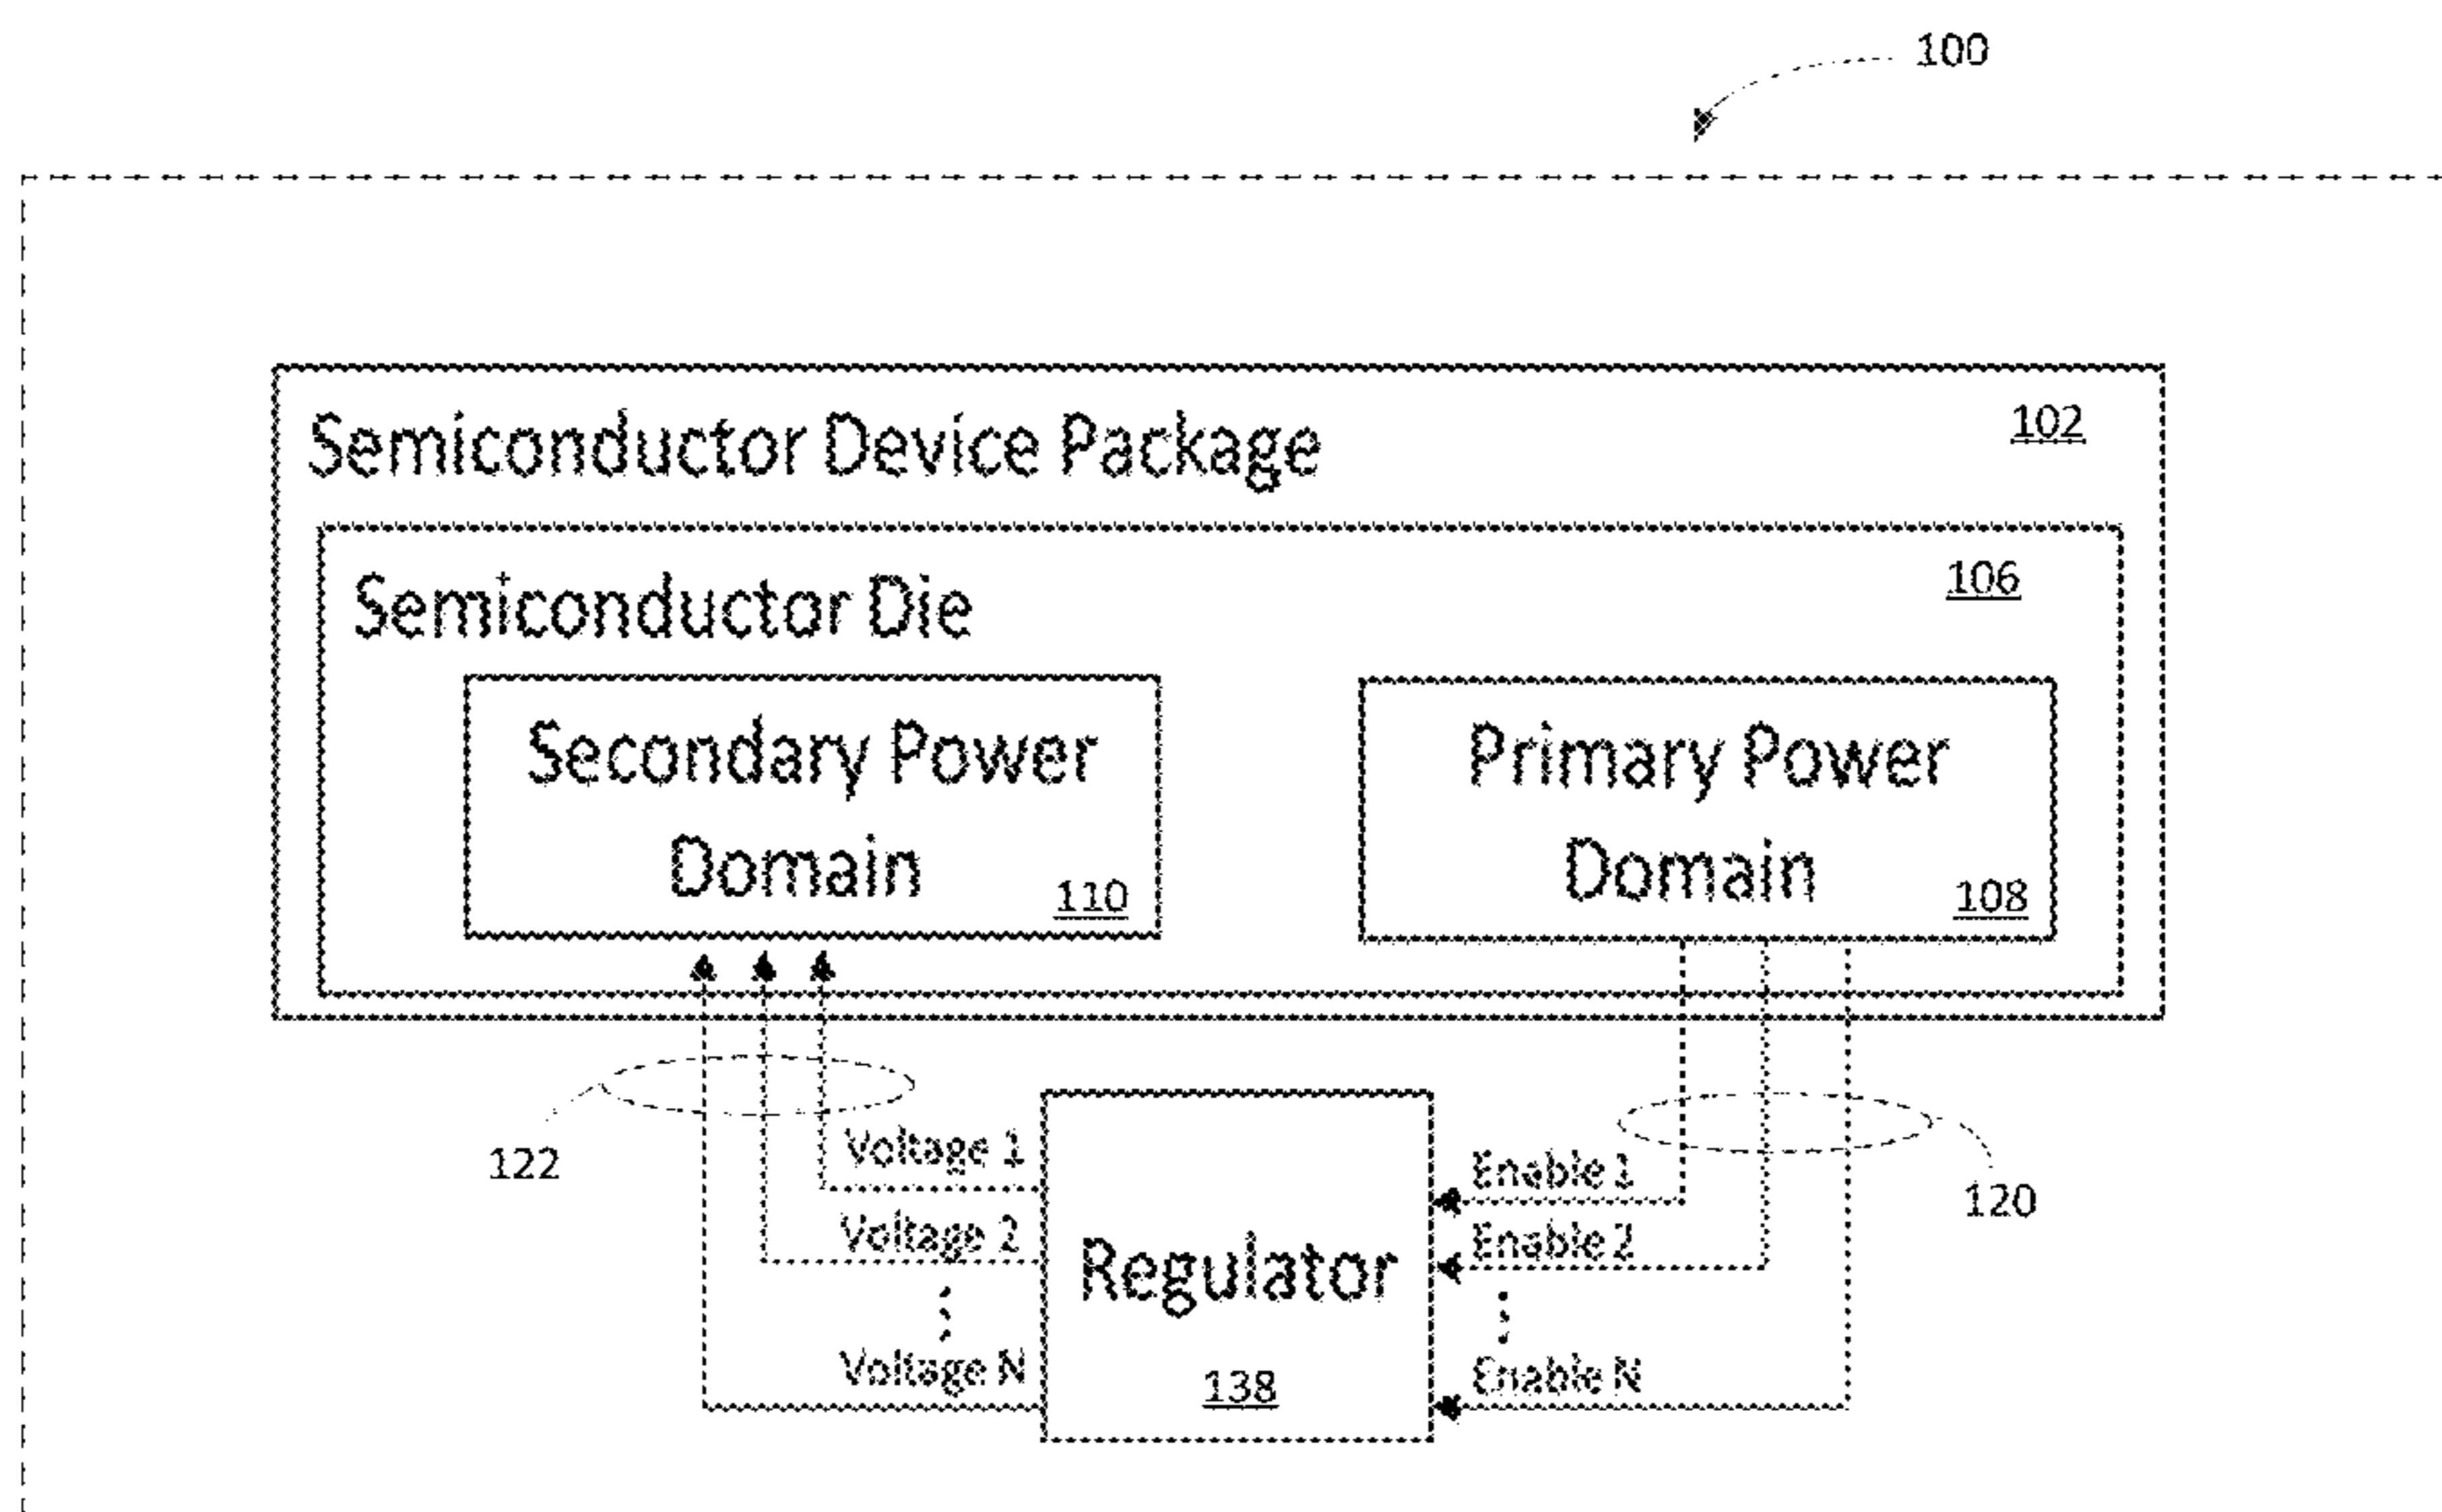 100
Semiconductor Device Package
102
Semiconductor Die
106
Secondary Power
Domain
110
Primary Power
Domain
108
122
Voltage 1
Voltage 2
Voltage N
Regulator
138
Enable 1
Enable 2
Enable N
120